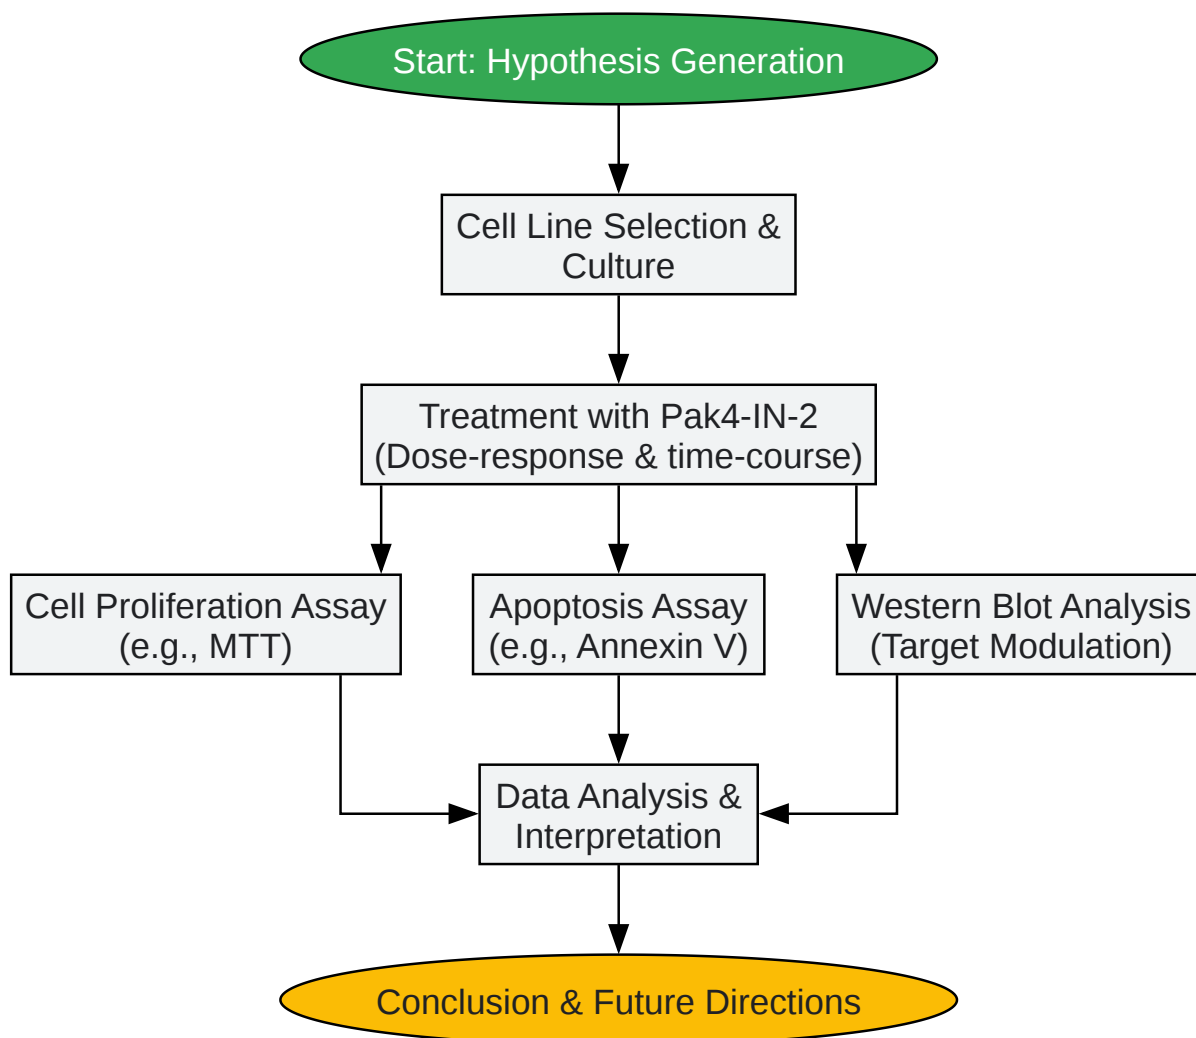 Start: Hypothesis Generation
Cell Line Selection &
Culture
Treatment with Pak4-IN-2
(Dose-response & time-course)
Cell Proliferation Assay
(e.g., MTT)
Apoptosis Assay
(e.g., Annexin V)
Western Blot Analysis
(Target Modulation)
Data Analysis &
Interpretation
Conclusion & Future Directions